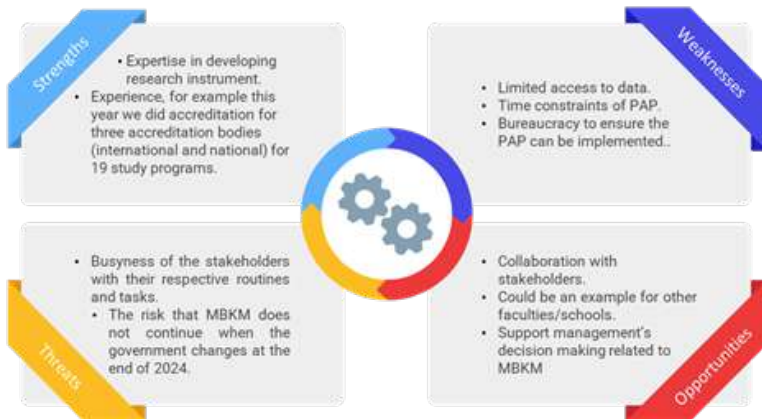 Strengths
• Expertise in developing
research instrument.
• Experience, for example this
year we did accreditation for
three accreditation bodies
(international and national) for
19 study programs.
Weaknesses
• Limited access to data.
• Time constraints of PAP.
• Bureaucracy to ensure the
PAP can be implemented..
Threats
• Busyness of the stakeholders
with their respective routines
and tasks.
• The risk that MBKM does
not continue when the
government changes at the
end of 2024.
Opportunities
• Collaboration with
stakeholders.
• Could be an example for other
faculties/schools.
• Support management's
decision making related to
MBKM